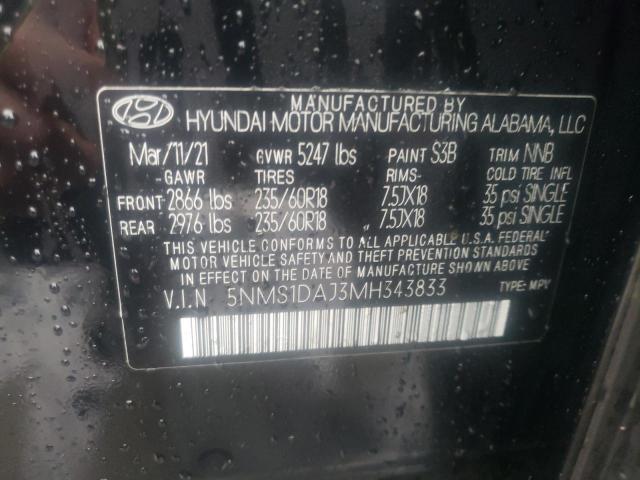 MANUFACTURED BY
HYUNDAI MOTOR MANUFACTURING ALABAMA, LLC
Mar/11/21 GVWR 5247 lbs PAINT S3B TRIM NNB
GAWR TIRES RIMS- COLD TIRE INFL
FRONT 2866 lbs 235/60R18 7.5JX18 35 psi SINGLE
REAR 2976 lbs 235/60R18 " 7.5JX18 35 psi SINGLE
THIS VEHICLE CONFORMS TO ALL APPLICABLE U.S.A. FEDERAL
MOTOR VEHICLE SAFETY AND THEFT PREVENTION STANDARDS
IN EFFECT ON THE DATE OF MANUFACTURE SHOWN ABOVE.
V.I.N 5NMS1DAJ3MH343833 TYPE: MPV